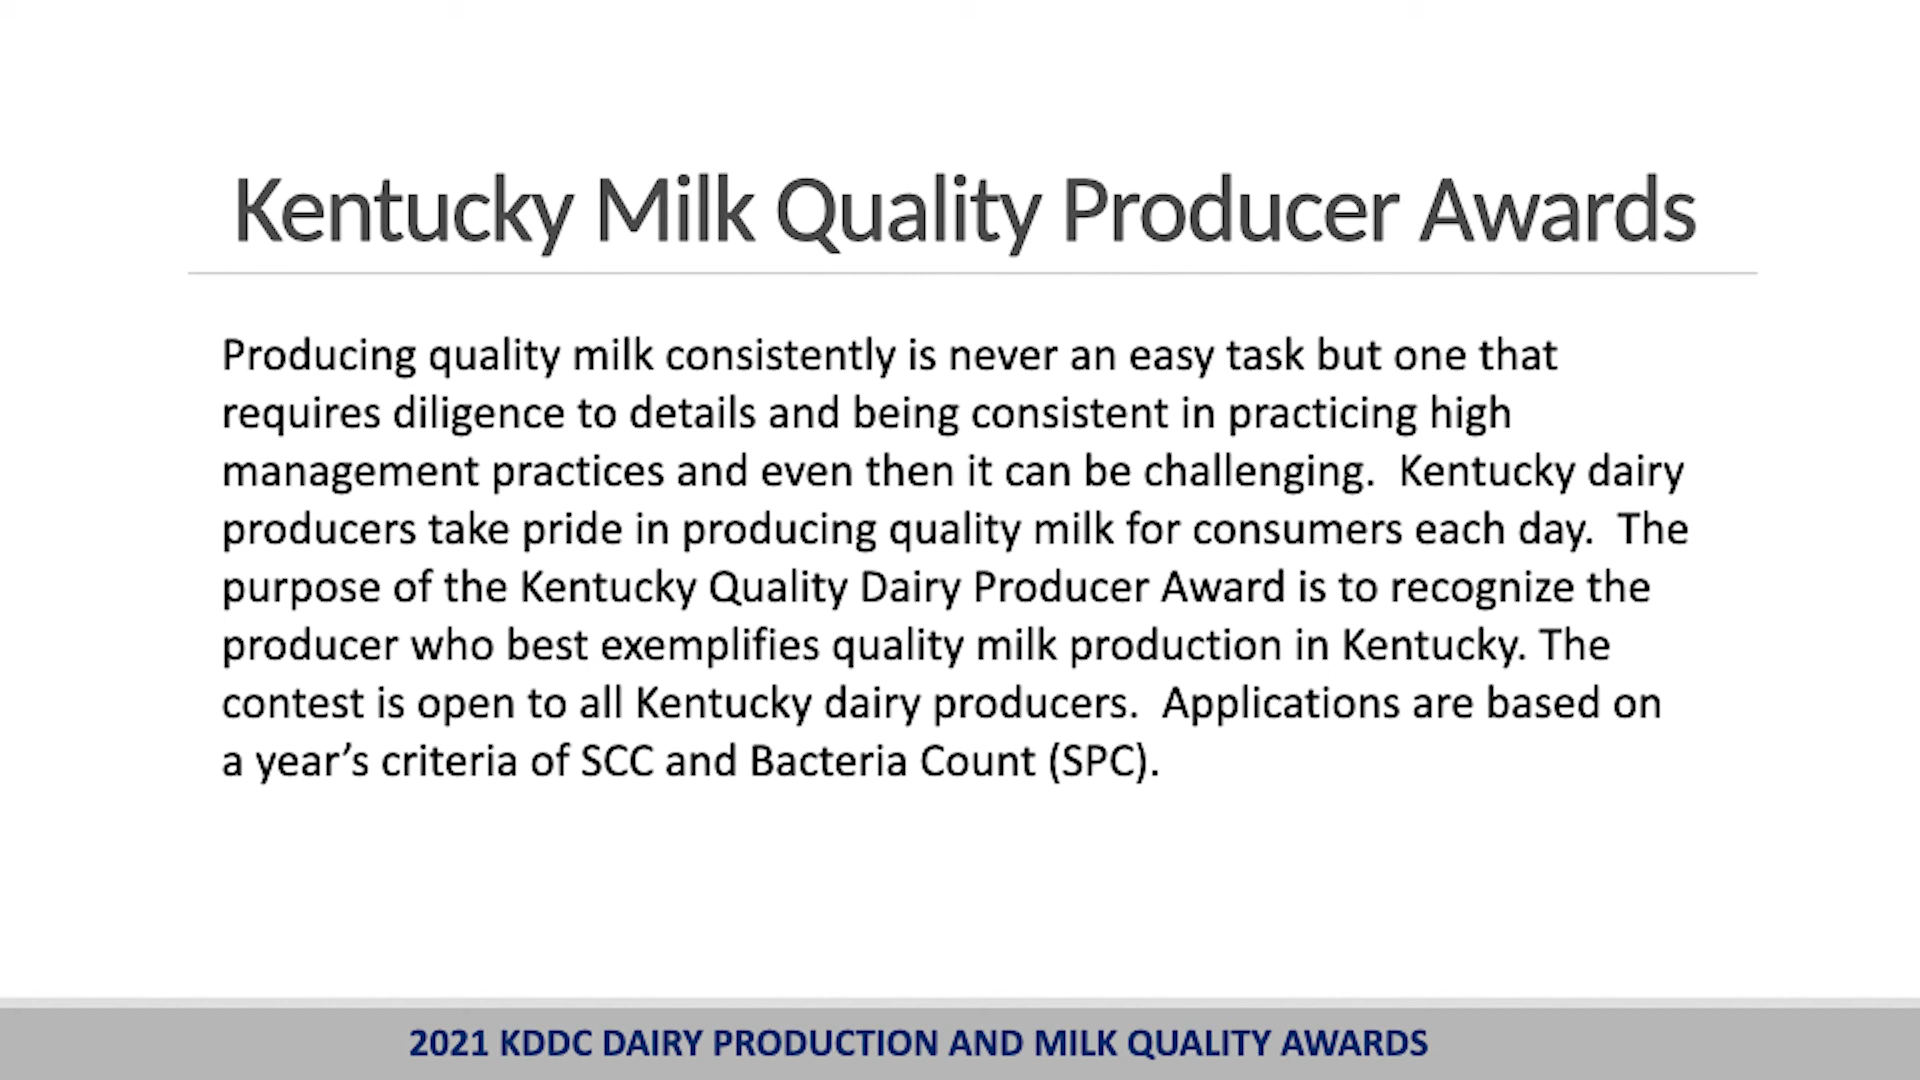 Kentucky Milk Quality Producer Awards
Producing quality milk consistently is never an easy task but one that
requires diligence to details and being consistent in practicing high
management practices and even then it can be challenging.  Kentucky dairy
producers take pride in producing quality milk for consumers each day.  The
purpose of the Kentucky Quality Dairy Producer Award is to recognize the
producer who best exemplifies quality milk production in Kentucky. The
contest is open to all Kentucky dairy producers.  Applications are based on
a year’s criteria of SCC and Bacteria Count (SPC).
2021 KDDC DAIRY PRODUCTION AND MILK QUALITY AWARDS